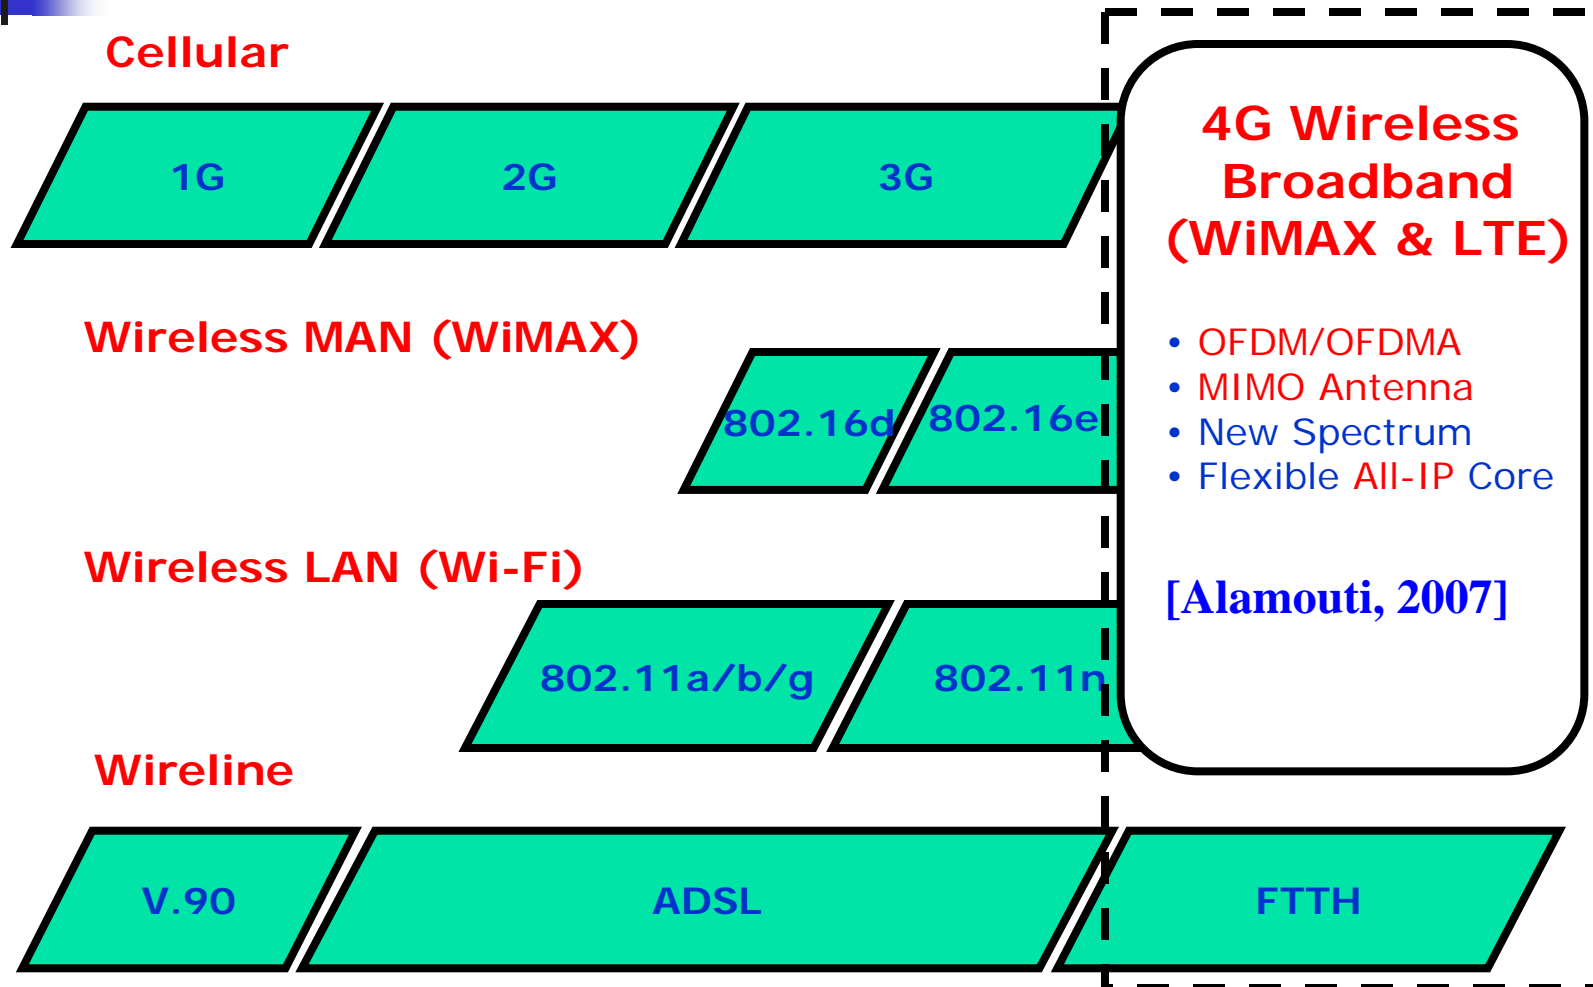 Cellular
1G
2G
3G
Wireless MAN (WiMAX)
802.16d
802.16e
Wireless LAN (Wi-Fi)
802.11a/b/g
802.11n
Wireline
V.90
ADSL
FTTH
4G Wireless
Broadband
(WiMAX & LTE)
• OFDM/OFDMA
• MIMO Antenna
• New Spectrum
• Flexible All-IP Core
[Alamouti, 2007]